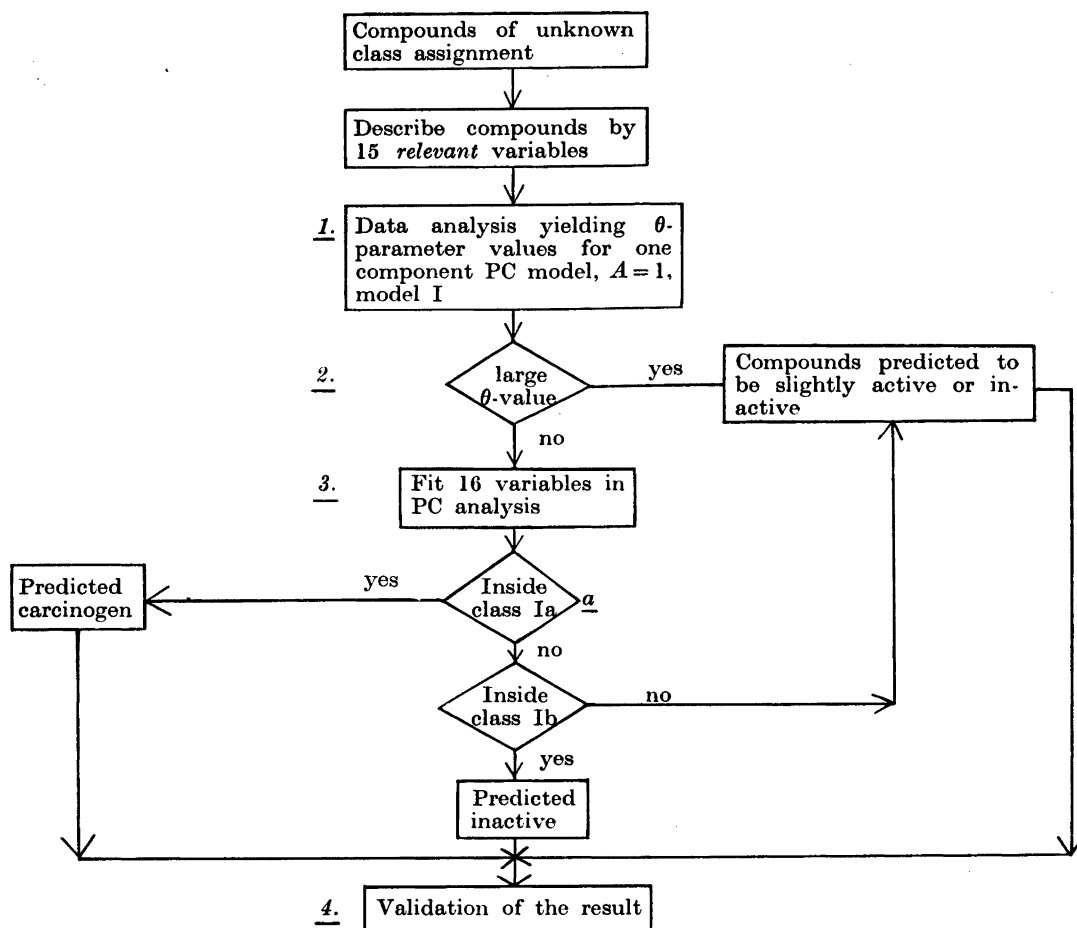 Compounds of unknown
class assignment
Describe compounds by
15 relevant variables
1.
Data analysis yielding θ-
parameter values for one
component PC model, A = 1,
model I
2.
large
θ-value
yes
Compounds predicted to
be slightly active or in-
active
no
3.
Fit 16 variables in
PC analysis
Predicted
carcinogen
yes
Inside
class Ia
a
no
Inside
class Ib
no
yes
Predicted
inactive
4.
Validation of the result